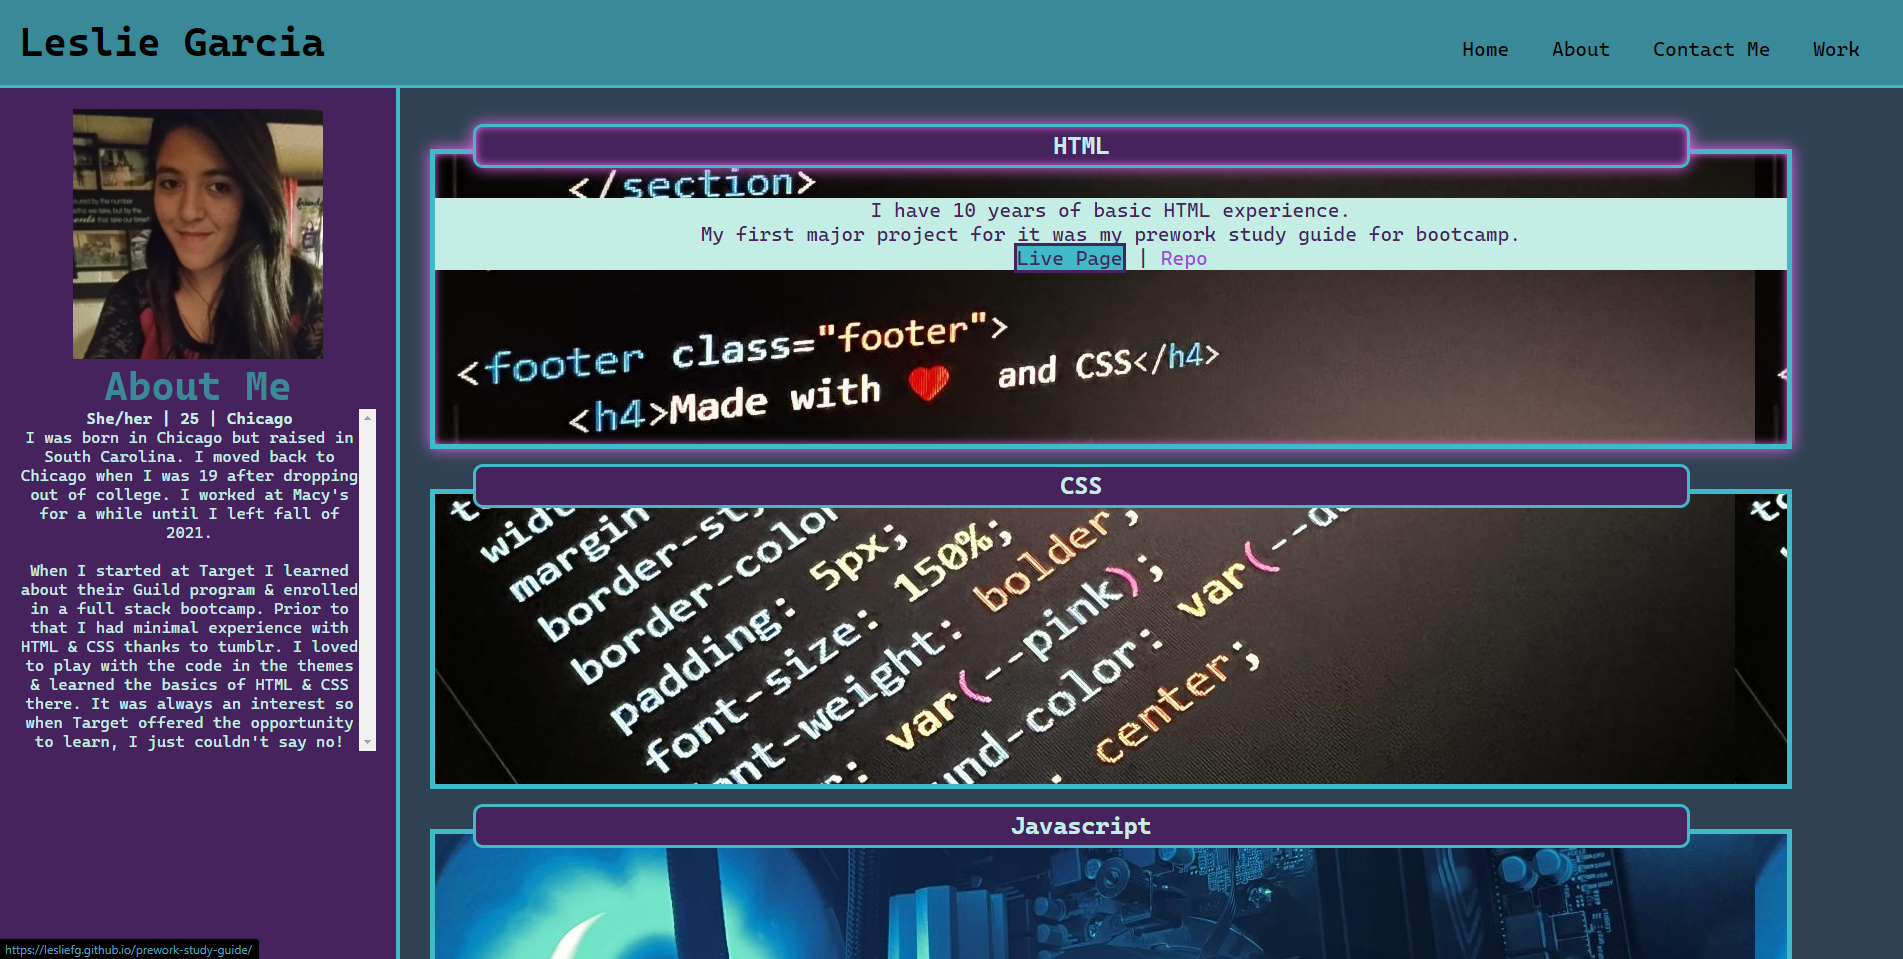 Leslie Garcia
Home About Contact Me Work
About Me
She/her | 25 | Chicago
I was born in Chicago but raised in
South Carolina. I moved back to
Chicago when I was 19 after dropping
out of college. I worked at Macy's
for a while until I left fall of
2021.
When I started at Target I learned
about their Guild program & enrolled
in a full stack bootcamp. Prior to
that I had minimal experience with
HTML & CSS thanks to tumblr. I loved
to play with the code in the themes
& learned the basics of HTML & CSS
there. It was always an interest so
when Target offered the opportunity
to learn, I just couldn't say no!
HTML
</section>
I have 10 years of basic HTML experience.
My first major project for it was my prework study guide for bootcamp.
Live Page | Repo
<footer class="footer">
<h4>Made with ❤ and CSS</h4>
CSS
margin
border-st
border-color
padding: 5px;
font-size: 150%;
font-weight: bolder;
var(--pink);
und-color: var(--da
center;
Javascript
https://lesliefg.github.io/prework-study-guide/